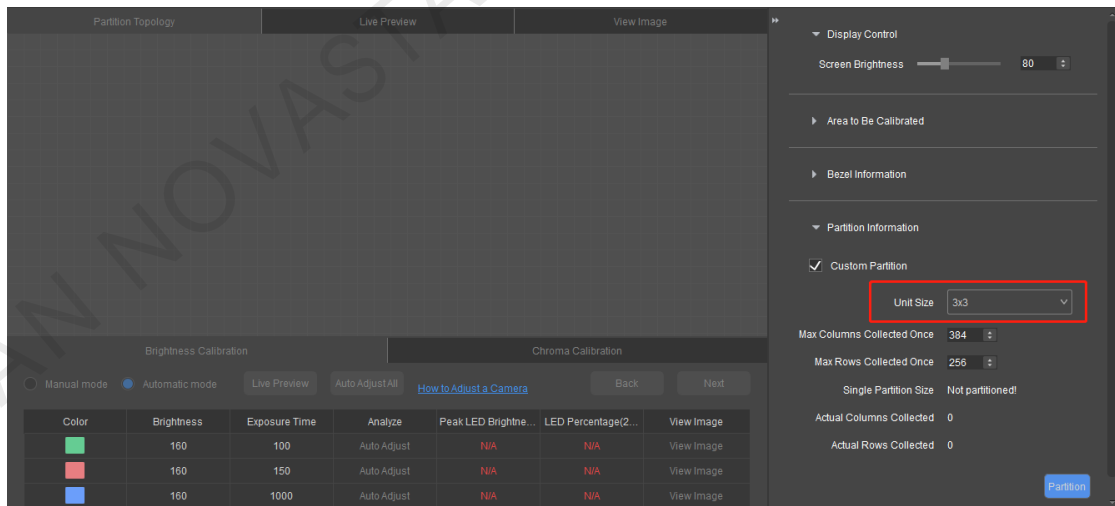 Partition Topology Live Preview View Image
Display Control
Screen Brightness 80
Area to Be Calibrated
Bezel Information
Partition Information
Custom Partition
Unit Size 3x3
Max Columns Collected Once 384
Max Rows Collected Once 256
Single Partition Size Not partitioned!
Actual Columns Collected 0
Actual Rows Collected 0
Partition
Brightness Calibration Chroma Calibration
Manual mode Automatic mode Live Preview Auto Adjust All How to Adjust a Camera Back Next
Color Brightness Exposure Time Analyze Peak LED Brightne... LED Percentage(2... View Image
160 100 Auto Adjust N/A N/A View Image
160 150 Auto Adjust N/A N/A View Image
160 1000 Auto Adjust N/A N/A View Image
AN NOVASTA